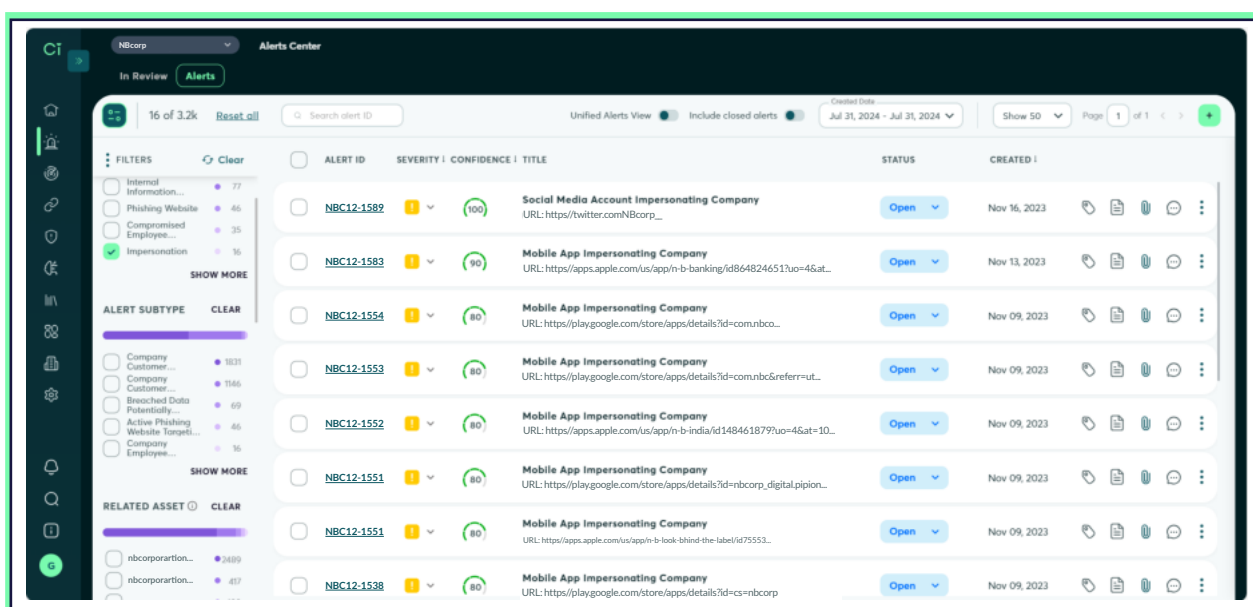 Ci
NBcorp
Alerts Center
In Review
Alerts
16 of 3.2k
Reset all
Search alert ID
Unified Alerts View
Include closed alerts
Created Data
Jul 31, 2024 - Jul 31, 2024
Show 50
Page 1 of 1
FILTERS
Clear
ALERT ID
SEVERITY
CONFIDENCE
TITLE
STATUS
CREATED
Internal
Information...
77
Phishing Website
46
Compromised
Employee...
35
Impersonation
16
SHOW MORE
ALERT SUBTYPE
CLEAR
Company
Customer...
1831
Company
Customer...
1146
Breached Data
Potentially...
69
Active Phishing
Website Targeti...
46
Company
Employee...
16
SHOW MORE
RELATED ASSET
CLEAR
nbcorporartion...
2489
nbcorporartion...
417
G
NBC12-1589
100
Social Media Account Impersonating Company
URL: https//twitter.comNBcorp_
Open
Nov 16, 2023
NBC12-1583
90
Mobile App Impersonating Company
URL: https//apps.apple.com/us/app/n-b-banking/id864824651?uo=4&at...
Open
Nov 13, 2023
NBC12-1554
80
Mobile App Impersonating Company
URL: https//play.google.com/store/apps/details?id=com.nbco...
Open
Nov 09, 2023
NBC12-1553
80
Mobile App Impersonating Company
URL: https//play.google.com/store/apps/details?id=com.nbc&referr=ut...
Open
Nov 09, 2023
NBC12-1552
80
Mobile App Impersonating Company
URL: https//apps.apple.com/us/app/n-b-india/id148461879?uo=4&at=10...
Open
Nov 09, 2023
NBC12-1551
80
Mobile App Impersonating Company
URL: https//play.google.com/store/apps/details?id=nbcorp_digital.pipion...
Open
Nov 09, 2023
NBC12-1551
80
Mobile App Impersonating Company
URL: https//apps.apple.com/us/app/n-b-look-bhind-the-label/id75553...
Open
Nov 09, 2023
NBC12-1538
80
Mobile App Impersonating Company
URL: https//play.google.com/store/apps/details?id=cs=nbcorp
Open
Nov 09, 2023